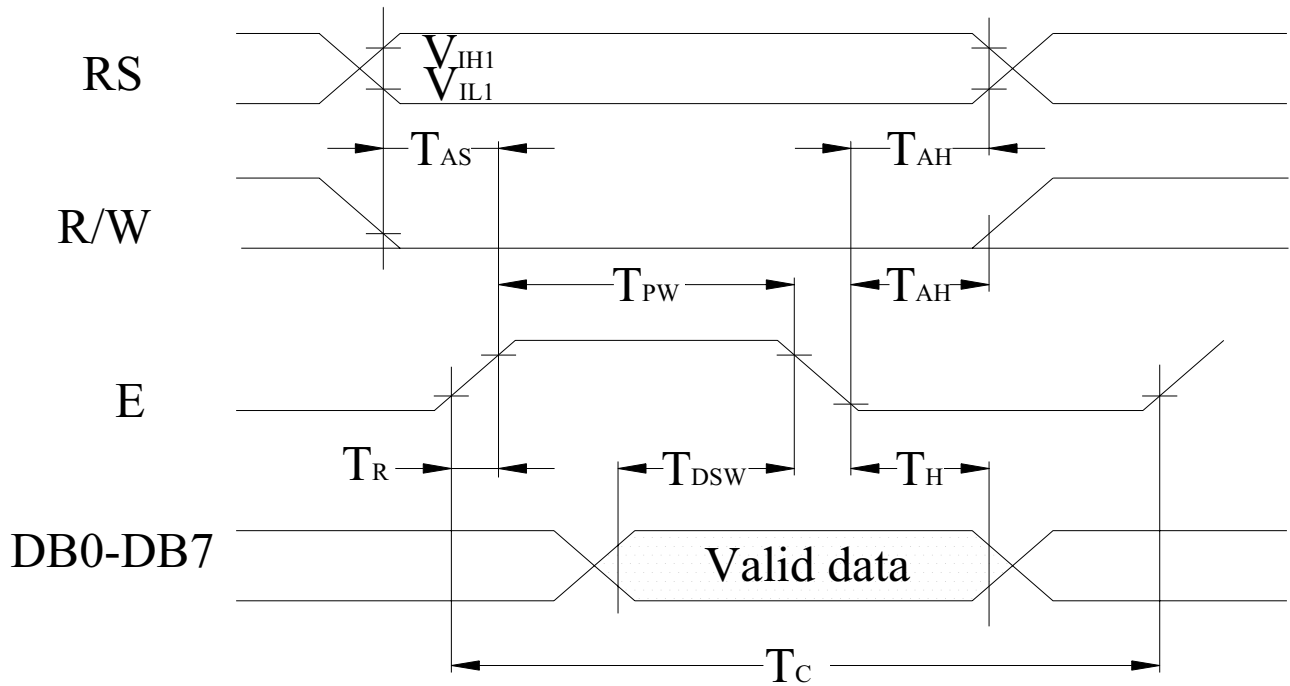 RS
VIH1
VIL1
TAS
TAH
R/W
TPW
TAH
E
TR
TDSW
TH
DB0-DB7
Valid data
TC